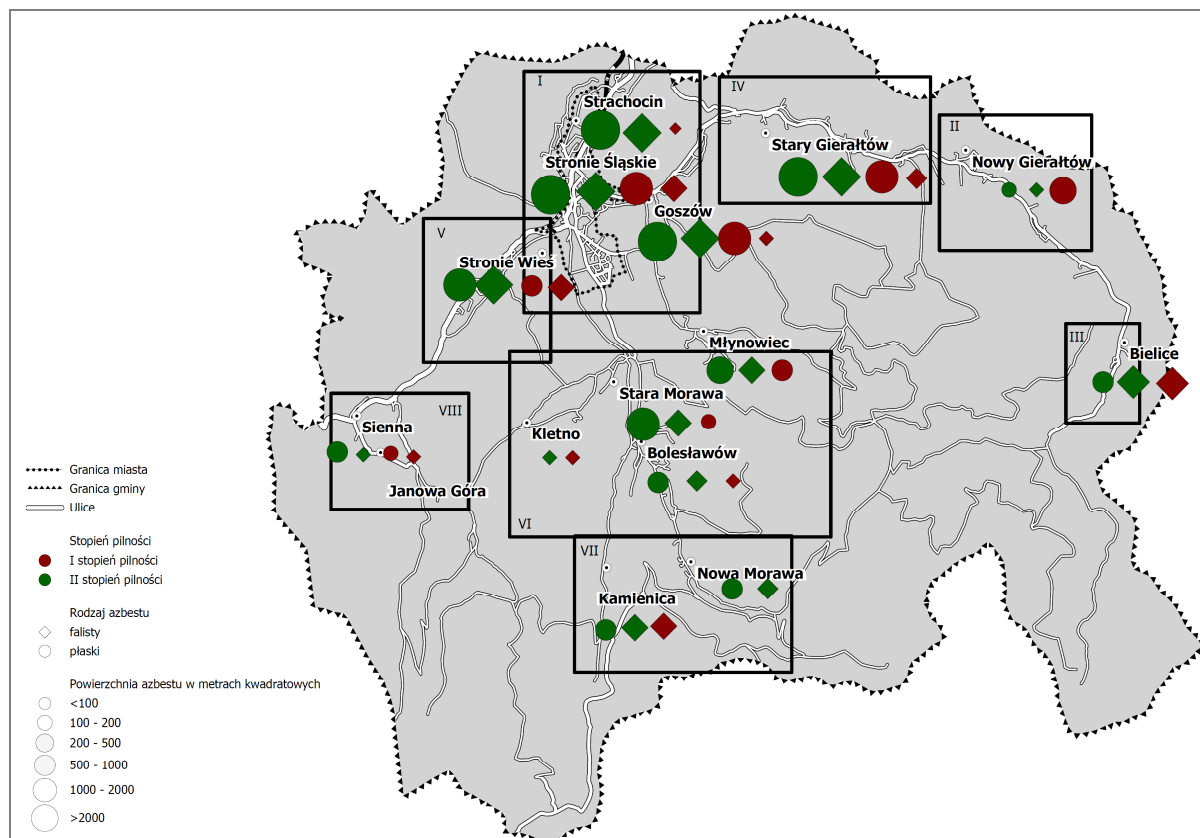 I
Strachocin
Stronie Śląskie
Goszów
IV
Stary Gierałtów
II
Nowy Gierałtów
V
Stronie Wieś
III
Bielice
Młynowiec
Stara Morawa
Kletno
Bolesławów
VI
VIII
Sienna
Janowa Góra
VII
Nowa Morawa
Kamienica
Granica miasta
Granica gminy
Ulice
Stopień pilności
I stopień pilności
II stopień pilności
Rodzaj azbestu
falisty
płaski
Powierzchnia azbestu w metrach kwadratowych
<100
100 - 200
200 - 500
500 - 1000
1000 - 2000
>2000